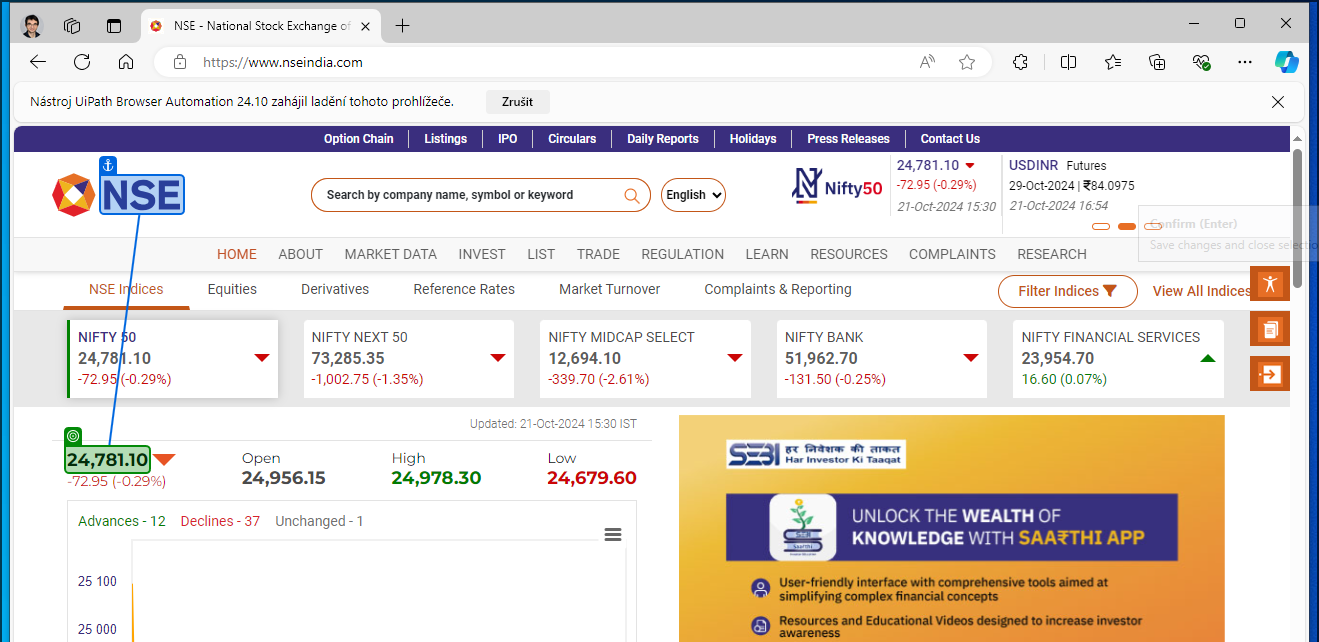 NSE - National Stock Exchange of
https://www.nseindia.com
Nástroj UiPath Browser Automation 24.10 zahájil ladění tohoto prohlížeče.
Zrušit
Option Chain
Listings
IPO
Circulars
Daily Reports
Holidays
Press Releases
Contact Us
NSE
Search by company name, symbol or keyword
English
Nifty50
24,781.10
-72.95 (-0.29%)
21-Oct-2024 15:30
USDINR Futures
29-Oct-2024 | ₹84.0975
21-Oct-2024 16:54
Confirm (Enter)
Save changes and close selectio
HOME
ABOUT
MARKET DATA
INVEST
LIST
TRADE
REGULATION
LEARN
RESOURCES
COMPLAINTS
RESEARCH
NSE Indices
Equities
Derivatives
Reference Rates
Market Turnover
Complaints & Reporting
Filter Indices
View All Indices
NIFTY 50
24,781.10
-72.95 (-0.29%)
NIFTY NEXT 50
73,285.35
-1,002.75 (-1.35%)
NIFTY MIDCAP SELECT
12,694.10
-339.70 (-2.61%)
NIFTY BANK
51,962.70
-131.50 (-0.25%)
NIFTY FINANCIAL SERVICES
23,954.70
16.60 (0.07%)
Updated: 21-Oct-2024 15:30 IST
24,781.10
-72.95 (-0.29%)
Open
24,956.15
High
24,978.30
Low
24,679.60
Advances - 12
Declines - 37
Unchanged - 1
25 100
25 000
SEBI
हर निवेशक की ताकत
Har Investor Ki Taaqat
SEBI
SAARTHI
UNLOCK THE WEALTH OF
KNOWLEDGE WITH SAA₹THI APP
User-friendly interface with comprehensive tools aimed at
simplifying complex financial concepts
Resources and Educational Videos designed to increase investor
awareness